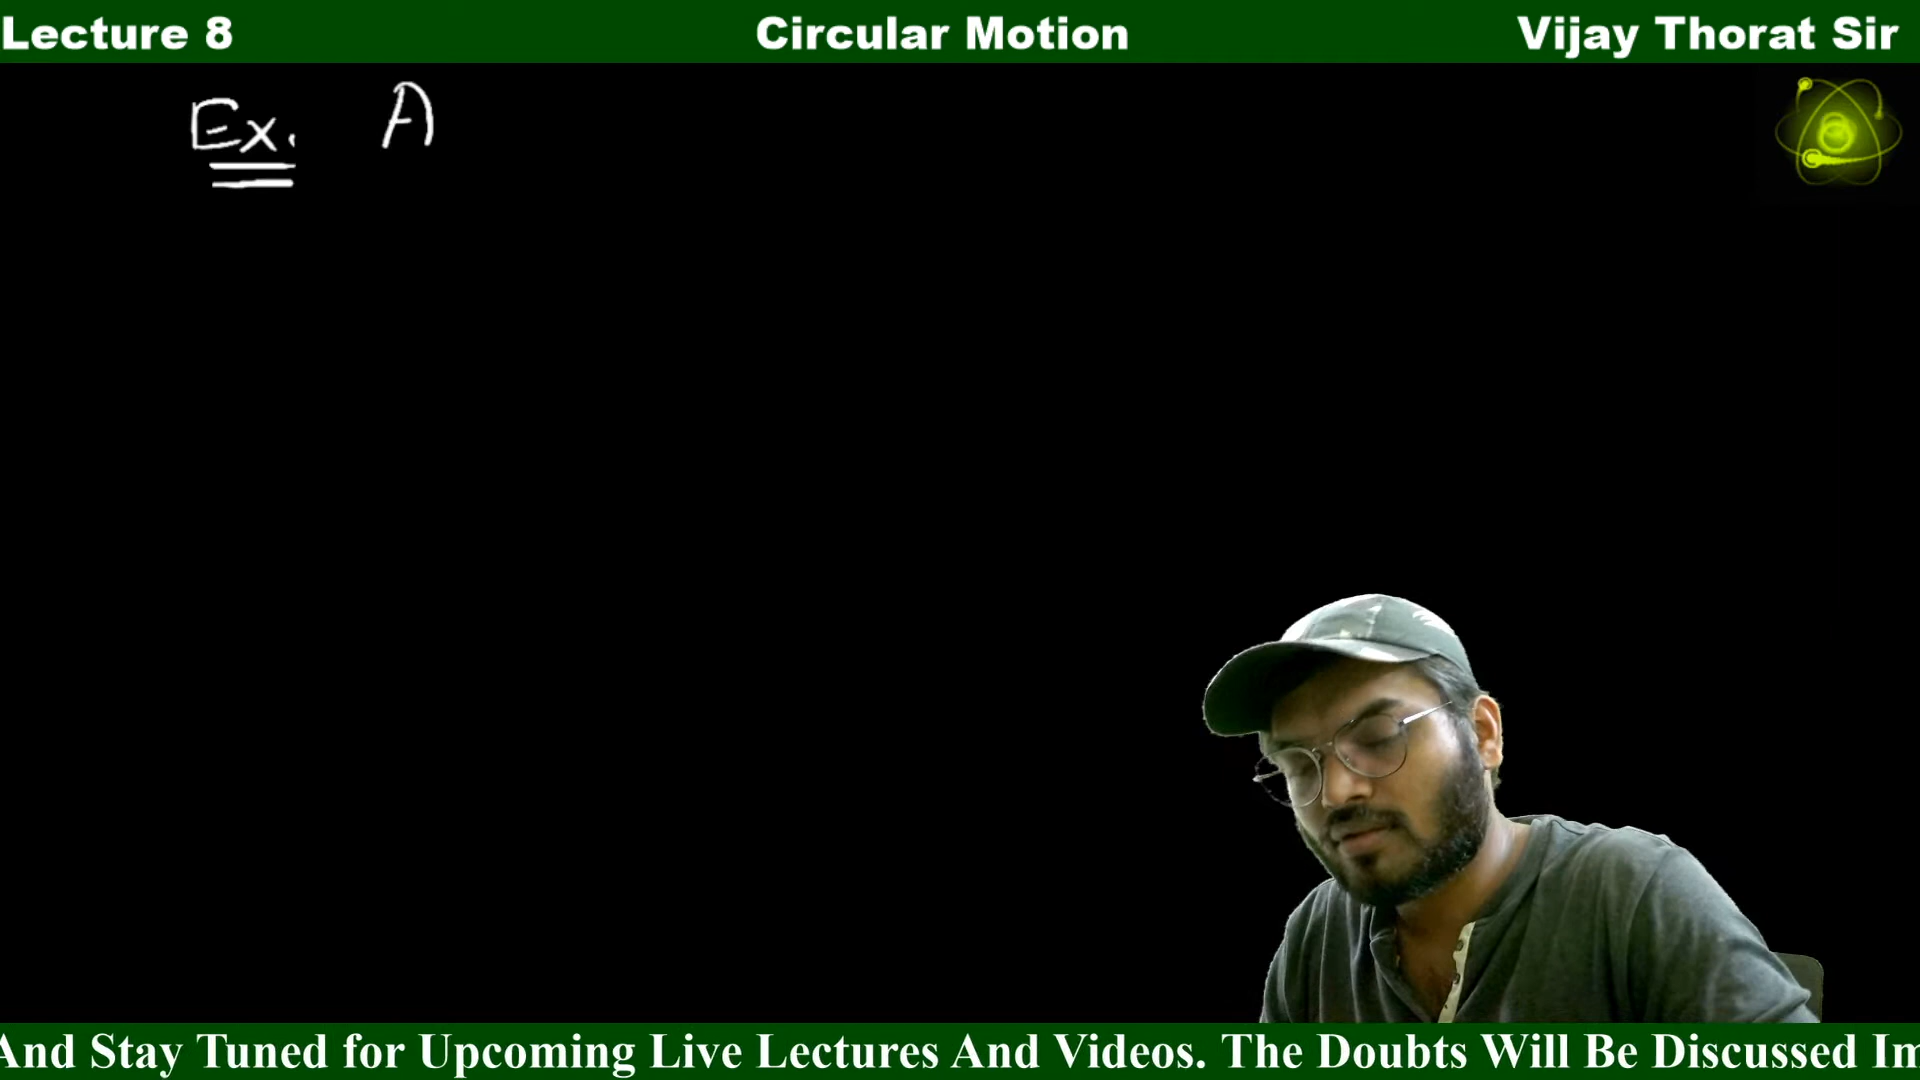 Lecture 8 Circular Motion Vijay Thorat Sir
Ex. A
And Stay Tuned for Upcoming Live Lectures And Videos. The Doubts Will Be Discussed Im